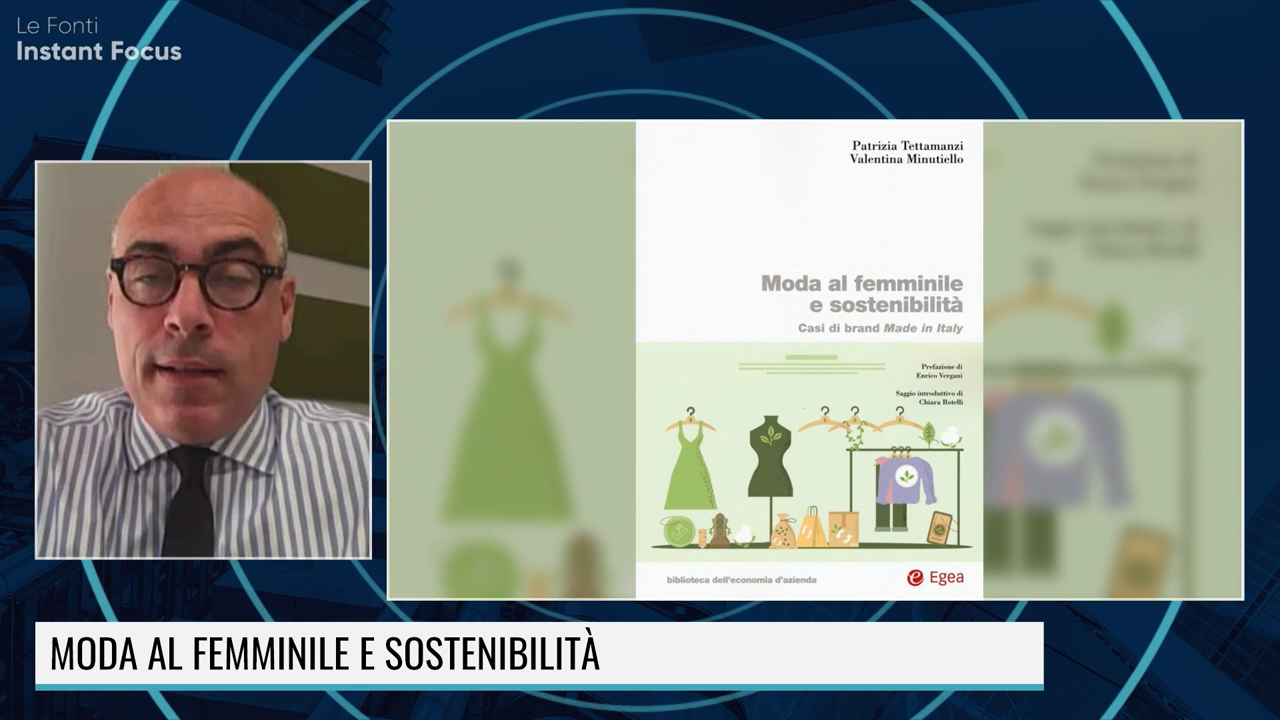 Le Fonti
Instant Focus
Patrizia Tettamanzi
Valentina Minutiello
Moda al femminile
e sostenibilità
Casi di brand Made in Italy
Prefazione di
Enrico Vergani
Saggio introduttivo di
Chiara Rotelli
biblioteca dell'economia d'azienda
e Egea
MODA AL FEMMINILE E SOSTENIBILITÀ